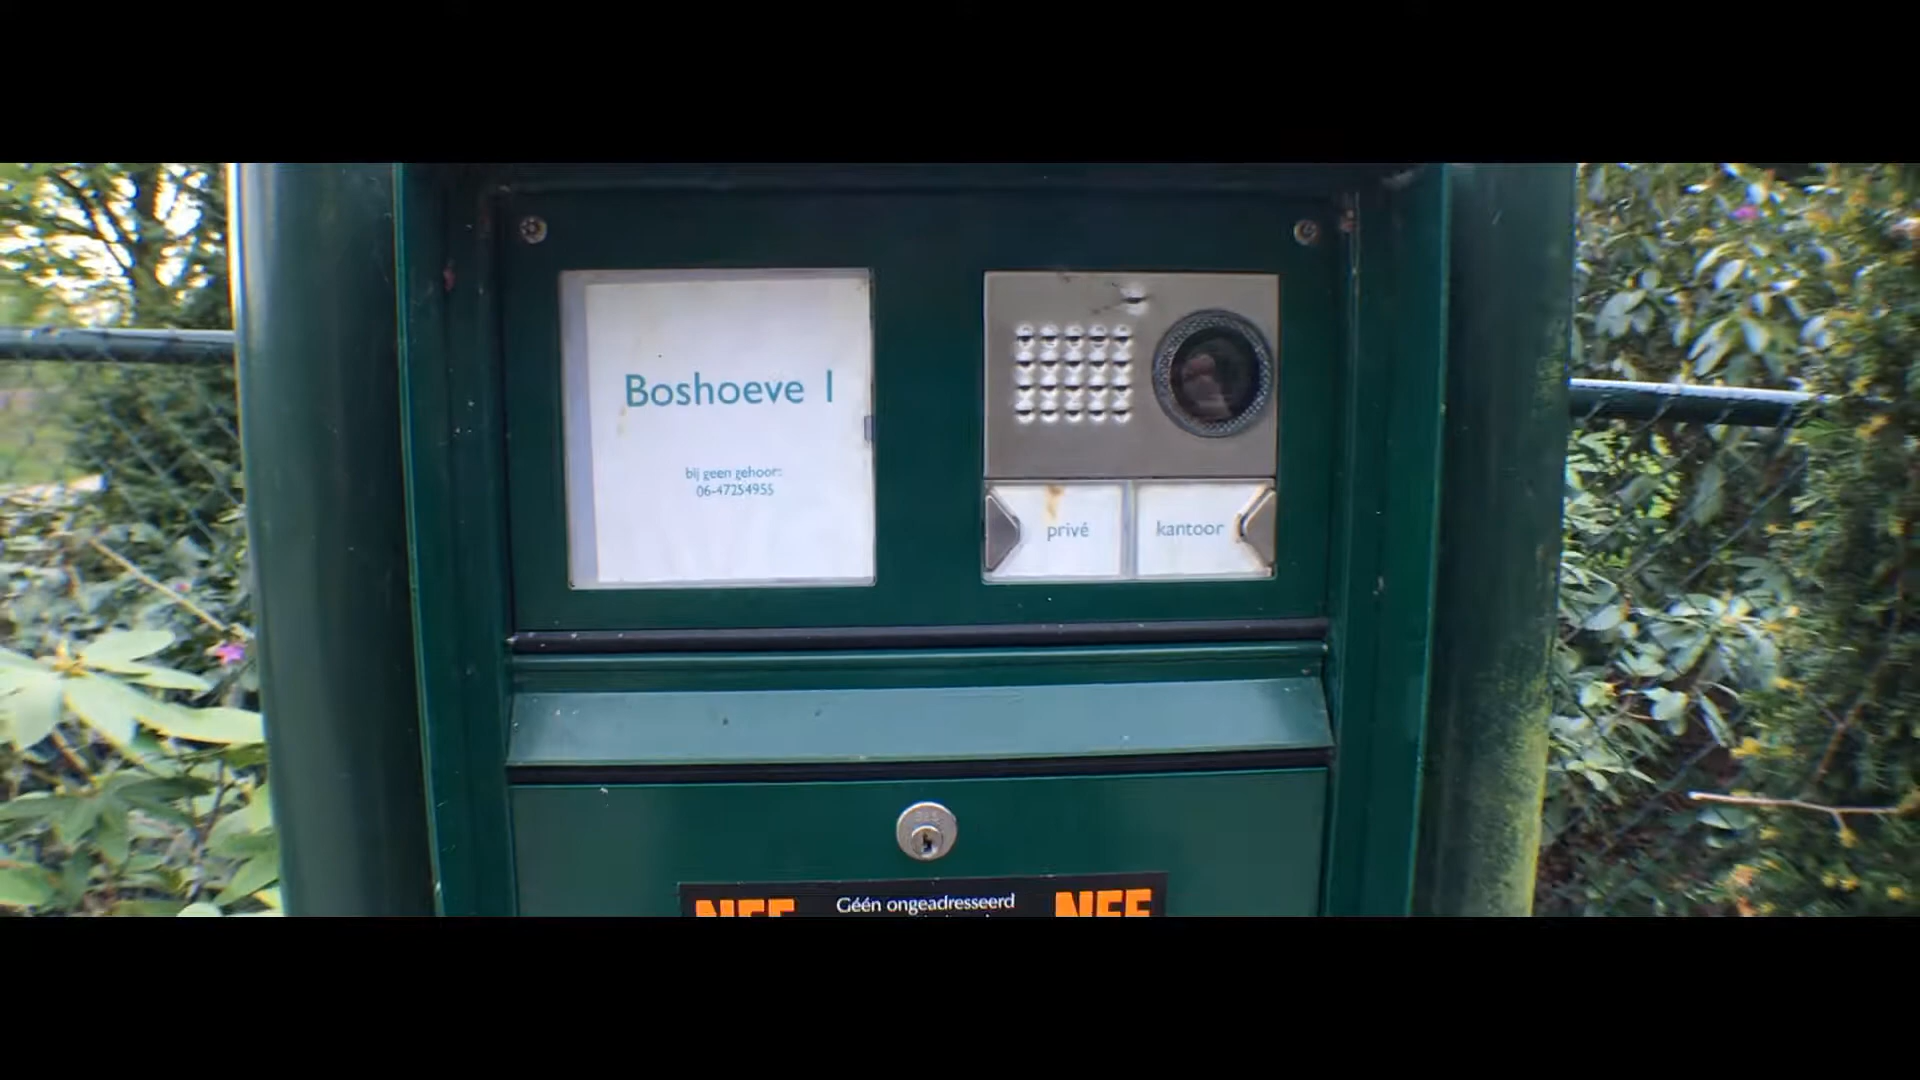 Boshoeve 1
bij geen gehoor:
06-47254955
privé
kantoor
NEE
Géén ongeadresseerd
NEE